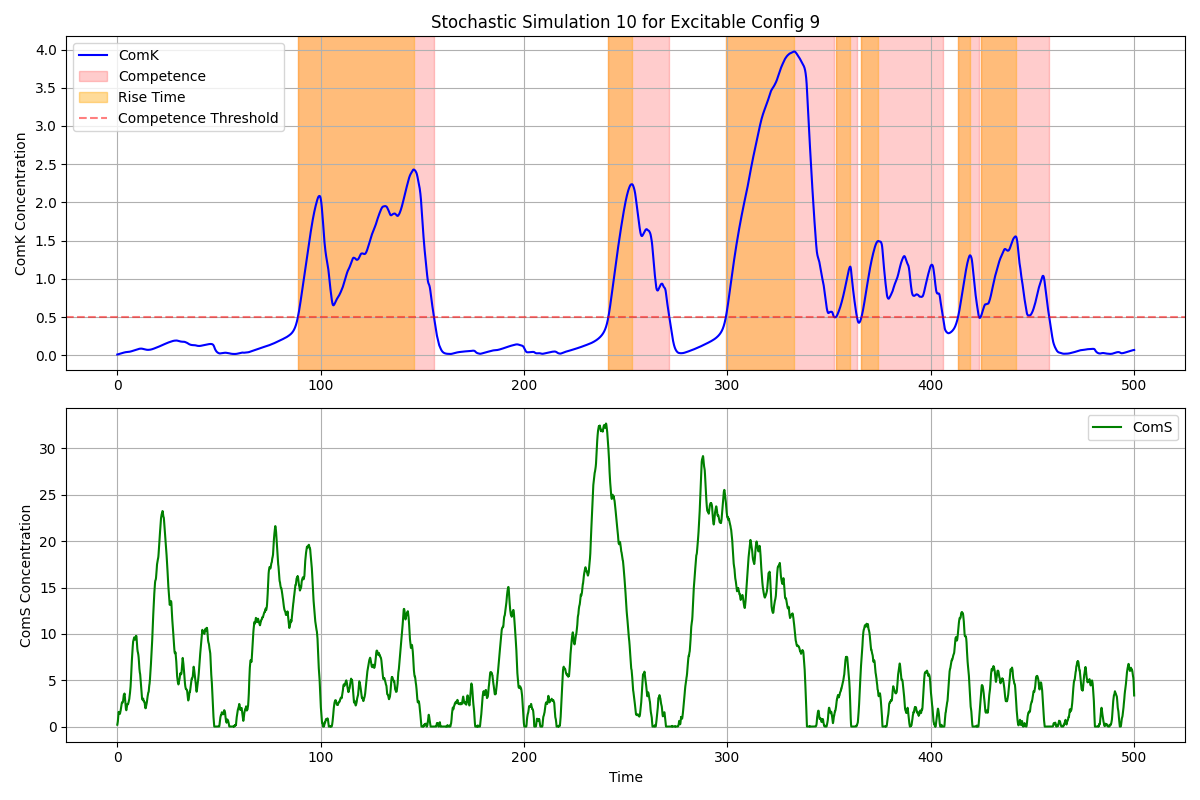 Stochastic Simulation 10 for Excitable Config 9
ComK Concentration
4.0
3.5
3.0
2.5
2.0
1.5
1.0
0.5
0.0
ComK
Competence
Rise Time
Competence Threshold
0 100 200 300 400 500
ComS Concentration
30
25
20
15
10
5
0
ComS
0 100 200 300 400 500
Time